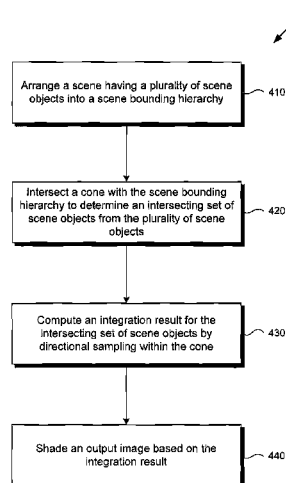 Arrange a scene having a plurality of scene
objects into a scene bounding hierarchy
410
Intersect a cone with the scene bounding
hierarchy to determine an intersecting set of
scene objects from the plurality of scene
objects
420
Compute an integration result for the
intersecting set of scene objects by
directional sampling within the cone
430
Shade an output image based on the
integration result
440